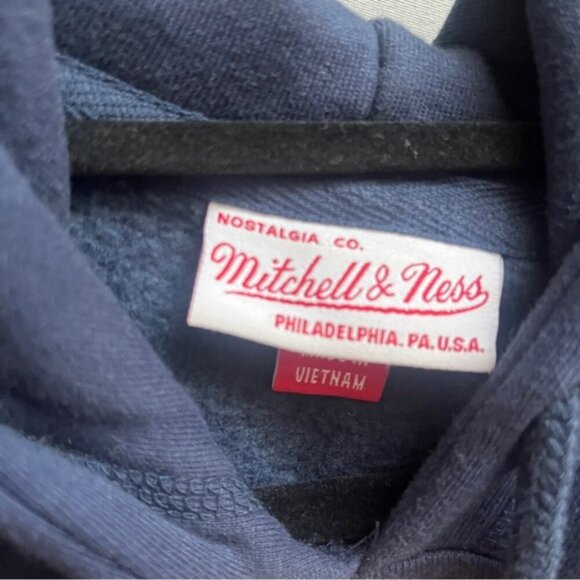 NOSTALGIA CO.
Mitchell & Ness
PHILADELPHIA. PA. U.S.A.
VIETNAM